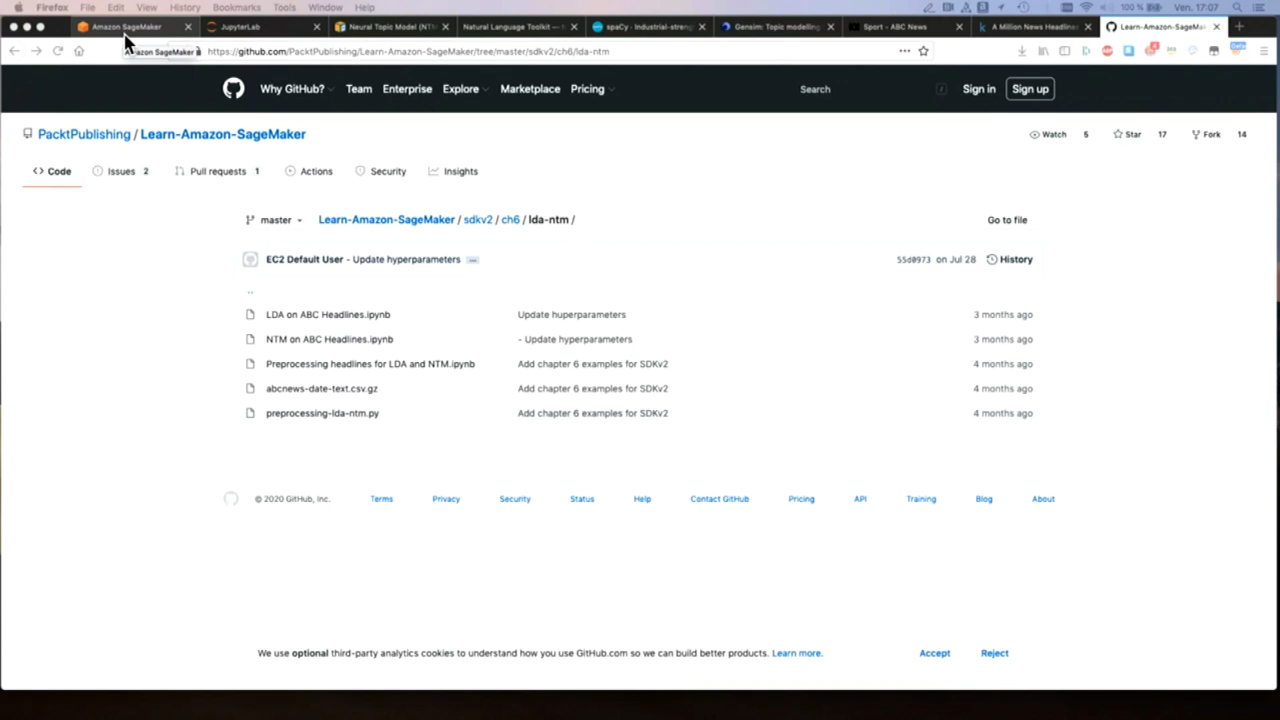 Firefox File Edit View History Bookmarks Tools Window Help 100 % Ven. 17:07
Amazon SageMaker JupyterLab Neural Topic Model (NTM Natural Language Toolkit — spaCy · Industrial-streng Gensim: Topic modelling Sport - ABC News A Million News Headlines Learn-Amazon-SageMa
Amazon SageMaker https://github.com/PacktPublishing/Learn-Amazon-SageMaker/tree/master/sdkv2/ch6/lda-ntm
Why GitHub? Team Enterprise Explore Marketplace Pricing Search / Sign in Sign up
PacktPublishing / Learn-Amazon-SageMaker Watch 5 Star 17 Fork 14
Code Issues 2 Pull requests 1 Actions Security Insights
master Learn-Amazon-SageMaker / sdkv2 / ch6 / lda-ntm / Go to file
EC2 Default User - Update hyperparameters ... 55d0973 on Jul 28 History
..
LDA on ABC Headlines.ipynb Update huperparameters 3 months ago
NTM on ABC Headlines.ipynb - Update hyperparameters 3 months ago
Preprocessing headlines for LDA and NTM.ipynb Add chapter 6 examples for SDKv2 4 months ago
abcnews-date-text.csv.gz Add chapter 6 examples for SDKv2 4 months ago
preprocessing-lda-ntm.py Add chapter 6 examples for SDKv2 4 months ago
© 2020 GitHub, Inc. Terms Privacy Security Status Help Contact GitHub Pricing API Training Blog About
We use optional third-party analytics cookies to understand how you use GitHub.com so we can build better products. Learn more. Accept Reject